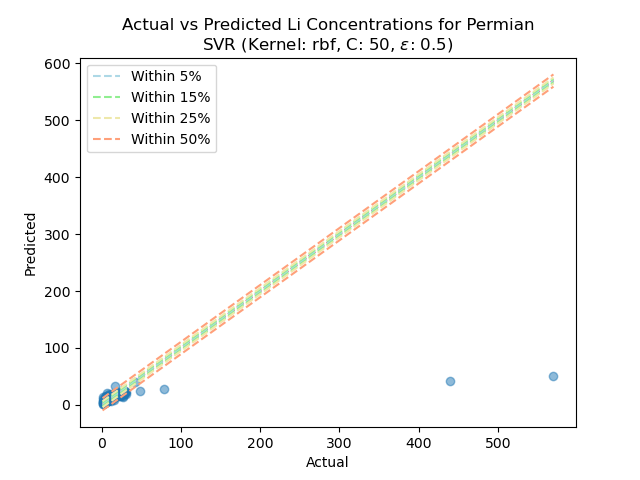 Actual vs Predicted Li Concentrations for Permian
SVR (Kernel: rbf, C: 50, ε: 0.5)
Within 5%
Within 15%
Within 25%
Within 50%
600
500
400
300
200
100
0
Predicted
0 100 200 300 400 500
Actual